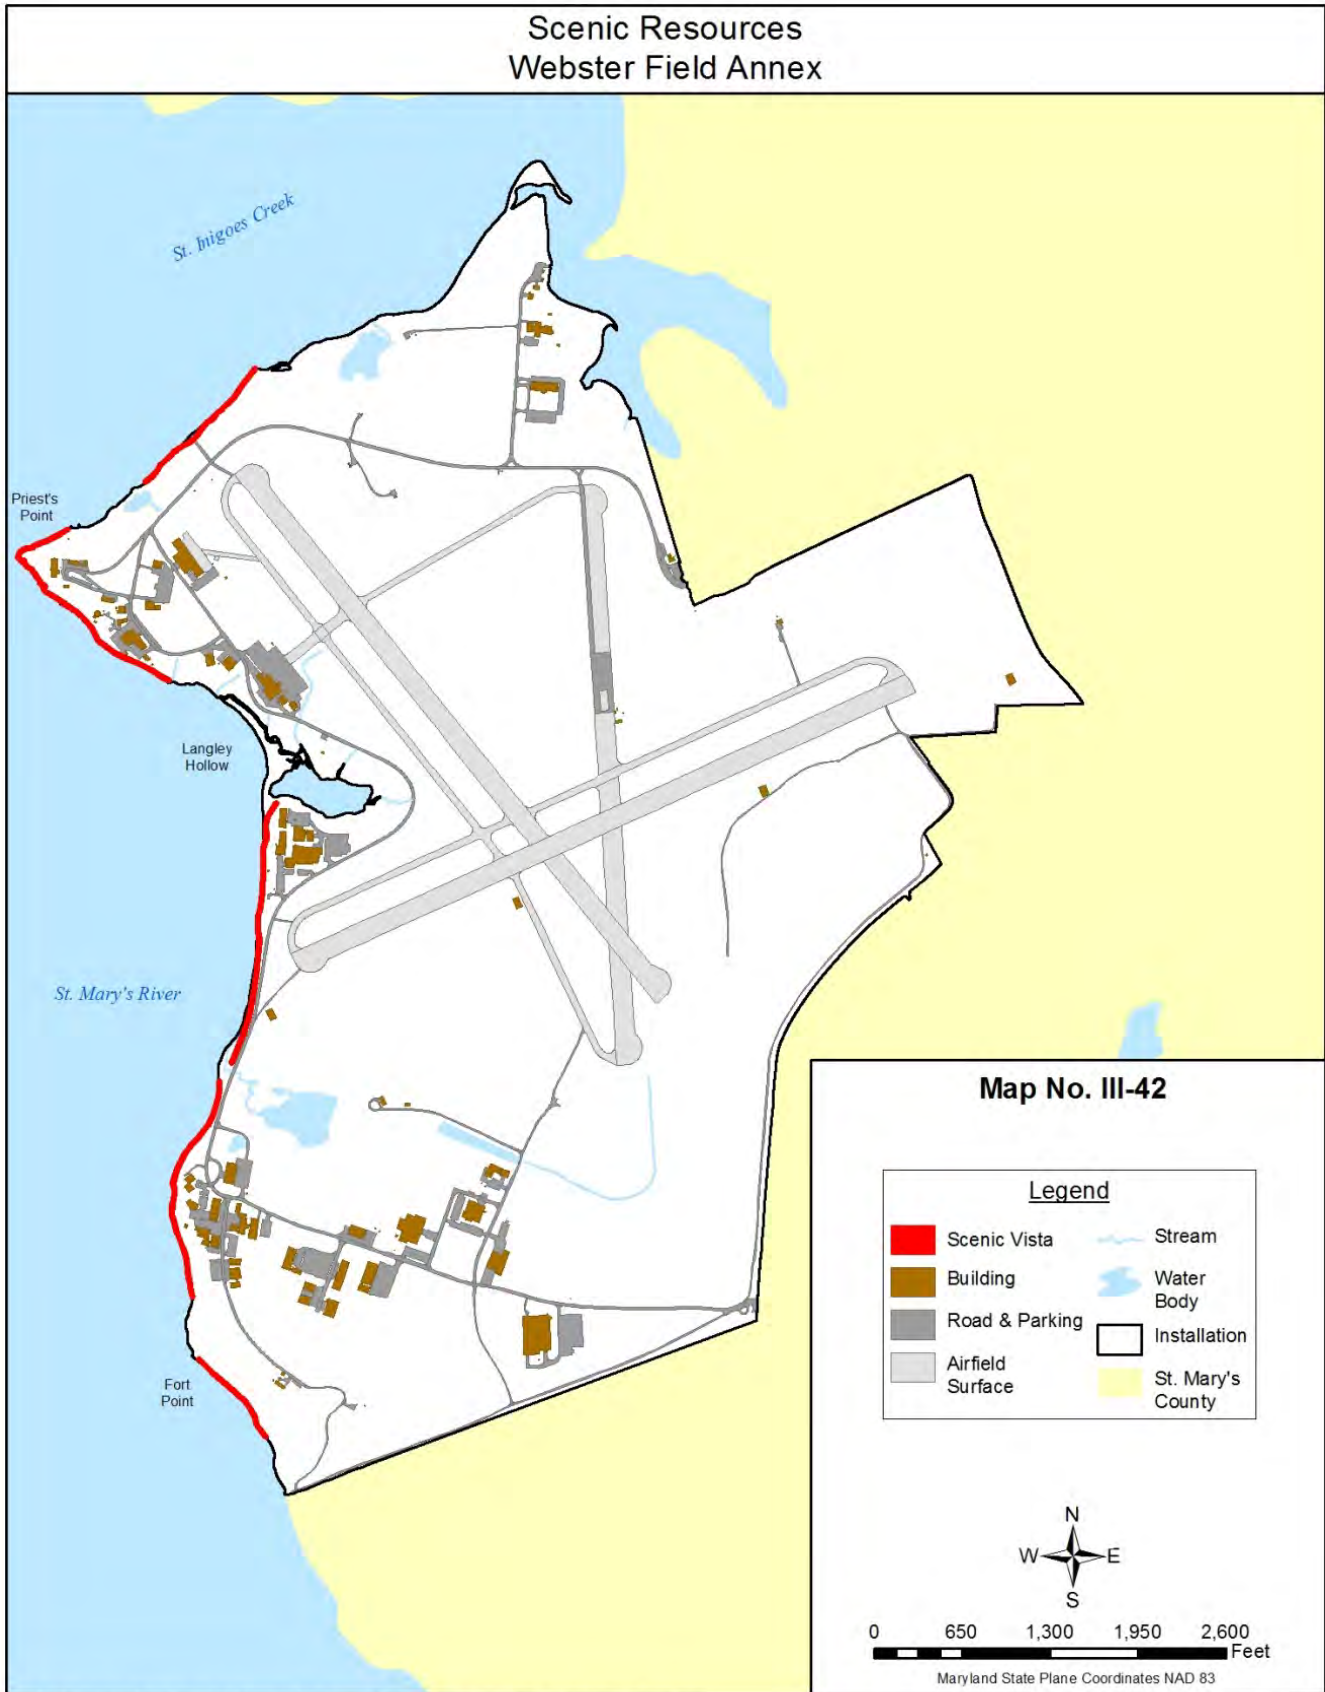 Scenic Resources
Webster Field Annex
St. Inigoes Creek
Priest's
Point
Langley
Hollow
St. Mary's River
Fort
Point
Map No. III-42
Legend
Scenic Vista
Building
Road & Parking
Airfield
Surface
Stream
Water
Body
Installation
St. Mary's
County
N
W E
S
0 650 1,300 1,950 2,600
Feet
Maryland State Plane Coordinates NAD 83